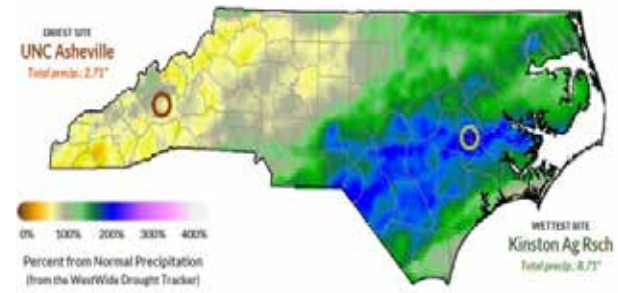 DRIEST SITE
UNC Asheville
Total precip.: 2.71"
0% 100% 200% 300% 400%
Percent from Normal Precipitation
(from the WestWide Drought Tracker)
WETTEST SITE
Kinston Ag Rsch
Total precip.: 8.71"